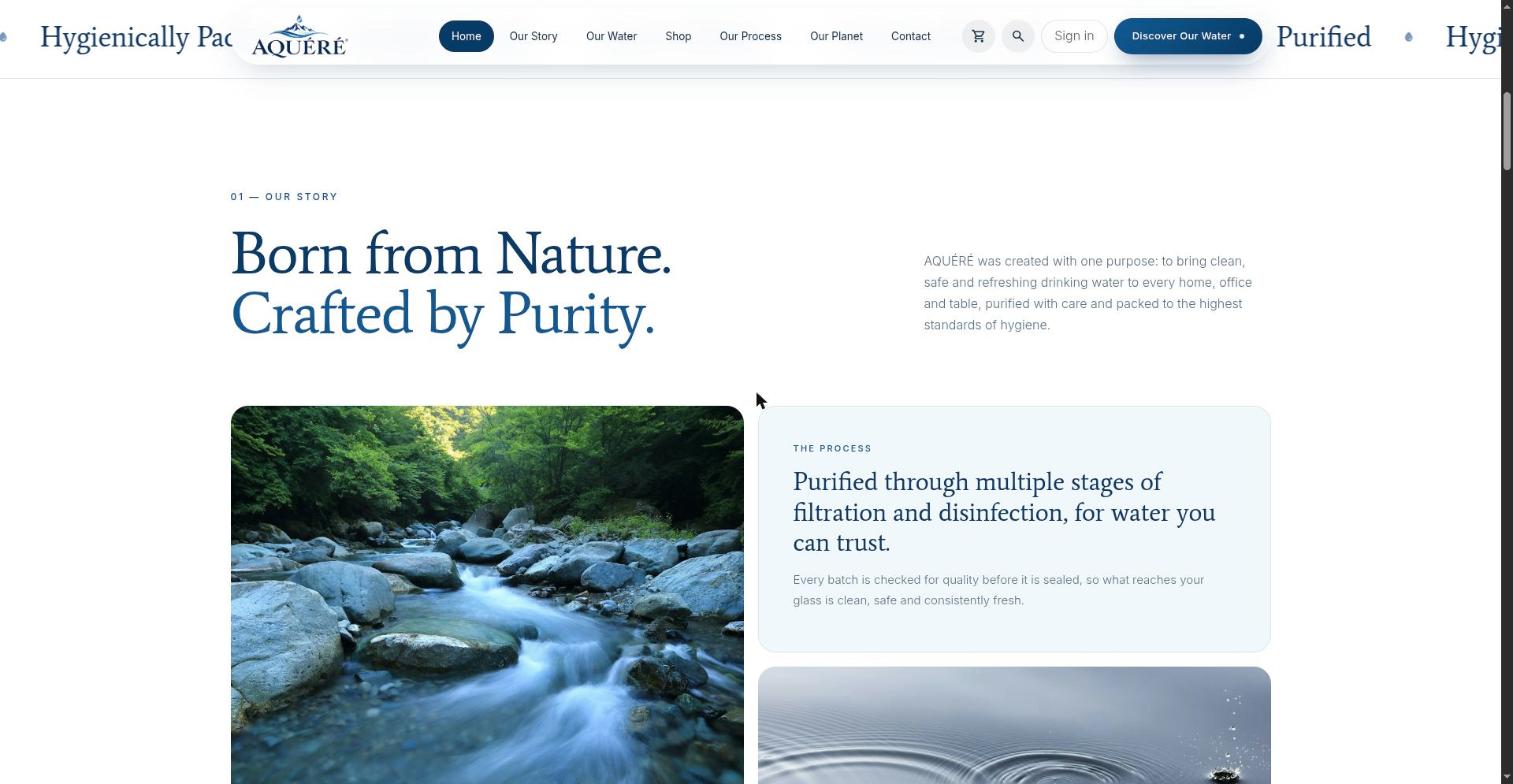 Hygienically Pac
AQUÉRÉ
Home
Our Story
Our Water
Shop
Our Process
Our Planet
Contact
Sign in
Discover Our Water
Purified
Hygi
01 — OUR STORY
Born from Nature.
Crafted by Purity.
AQUÉRÉ was created with one purpose: to bring clean,
safe and refreshing drinking water to every home, office
and table, purified with care and packed to the highest
standards of hygiene.
THE PROCESS
Purified through multiple stages of
filtration and disinfection, for water you
can trust.
Every batch is checked for quality before it is sealed, so what reaches your
glass is clean, safe and consistently fresh.